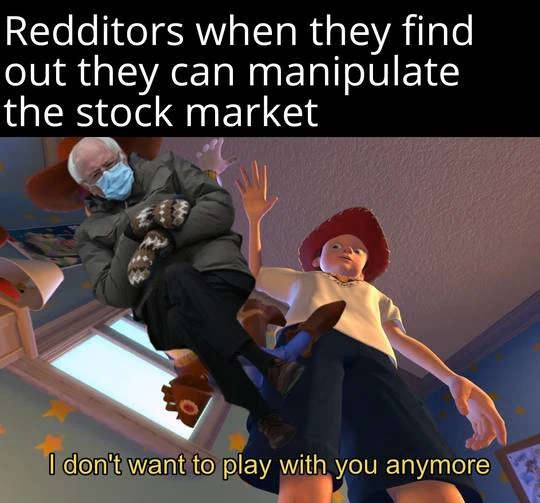 Redditors when they find
out they can manipulate
the stock market
I don't want to play with you anymore